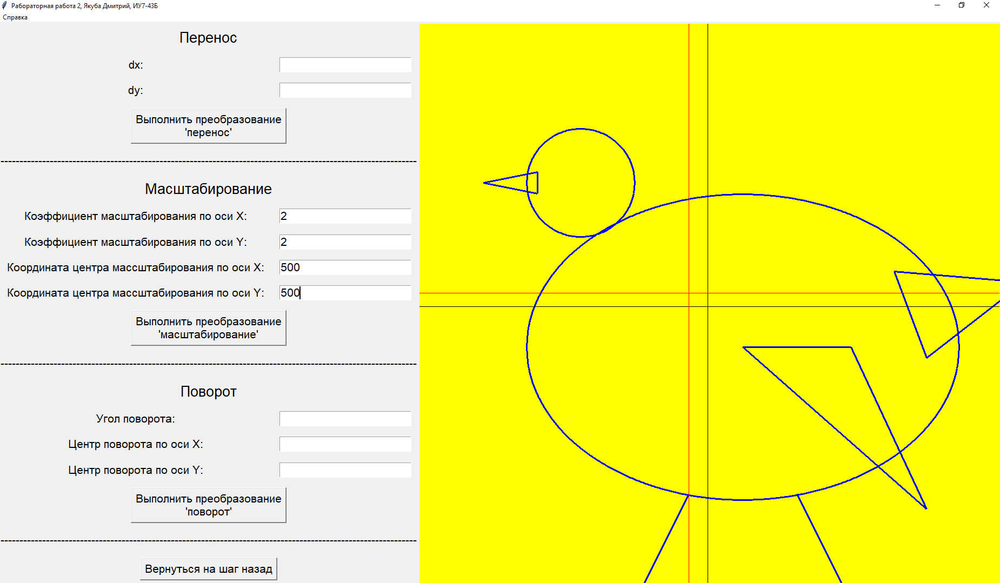 Рабораторная работа 2, Якуба Дмитрий, ИУ7-43Б
Справка
Перенос
dx:
dy:
Выполнить преобразование
'перенос'
Масштабирование
Коэффициент масштабирования по оси X: 2
Коэффициент масштабирования по оси Y: 2
Координата центра массштабирования по оси X: 500
Координата центра массштабирования по оси Y: 500
Выполнить преобразование
'масштабирование'
Поворот
Угол поворота:
Центр поворота по оси X:
Центр поворота по оси Y:
Выполнить преобразование
'поворот'
Вернуться на шаг назад